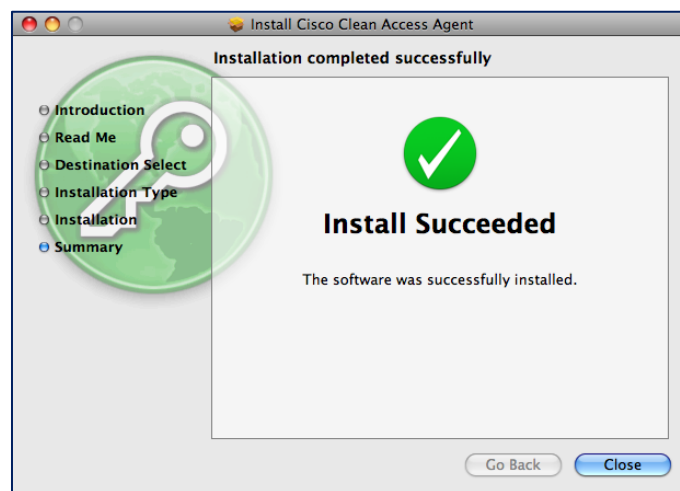 Install Cisco Clean Access Agent
Installation completed successfully
Introduction
Read Me
Destination Select
Installation Type
Installation
Summary
Install Succeeded
The software was successfully installed.
Go Back
Close